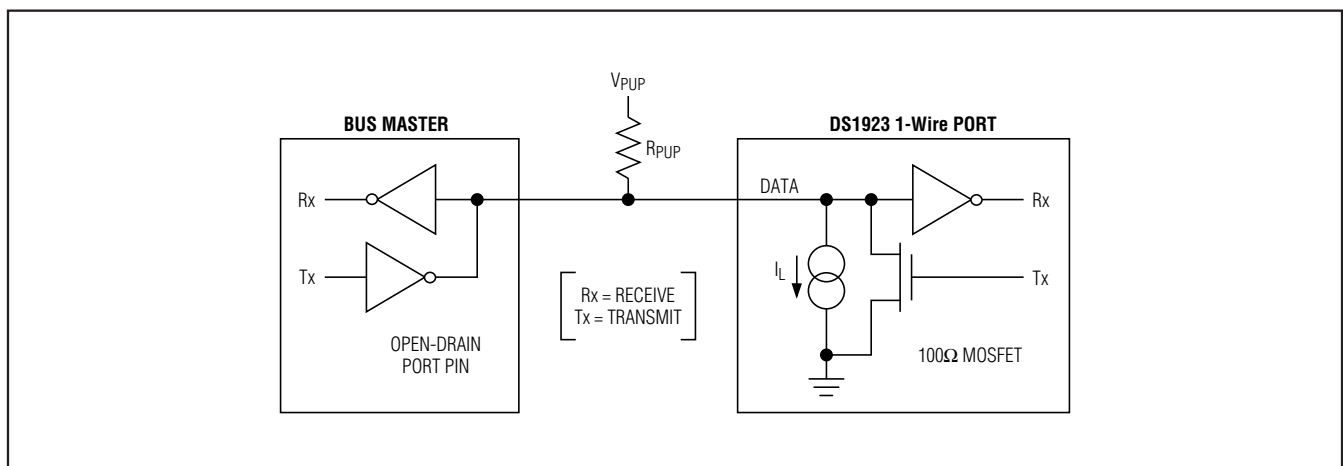 VPUP
BUS MASTER
DS1923 1-Wire PORT
RPUP
Rx
DATA
Rx
Tx
IL
Tx
Rx = RECEIVE
Tx = TRANSMIT
OPEN-DRAIN
PORT PIN
100Ω MOSFET